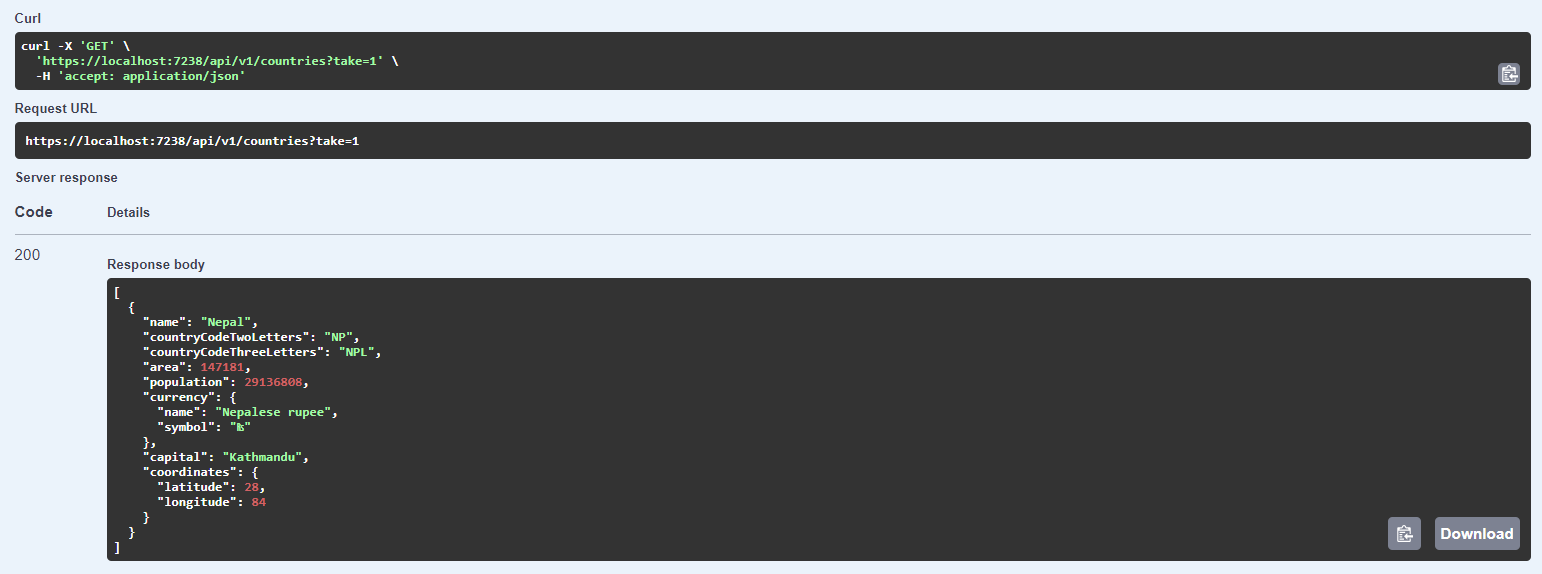 Curl
curl -X 'GET' \
  'https://localhost:7238/api/v1/countries?take=1' \
  -H 'accept: application/json'
Request URL
https://localhost:7238/api/v1/countries?take=1
Server response
Code Details
200
Response body
[
  {
    "name": "Nepal",
    "countryCodeTwoLetters": "NP",
    "countryCodeThreeLetters": "NPL",
    "area": 147181,
    "population": 29136808,
    "currency": {
      "name": "Nepalese rupee",
      "symbol": "₨"
    },
    "capital": "Kathmandu",
    "coordinates": {
      "latitude": 28,
      "longitude": 84
    }
  }
]
Download